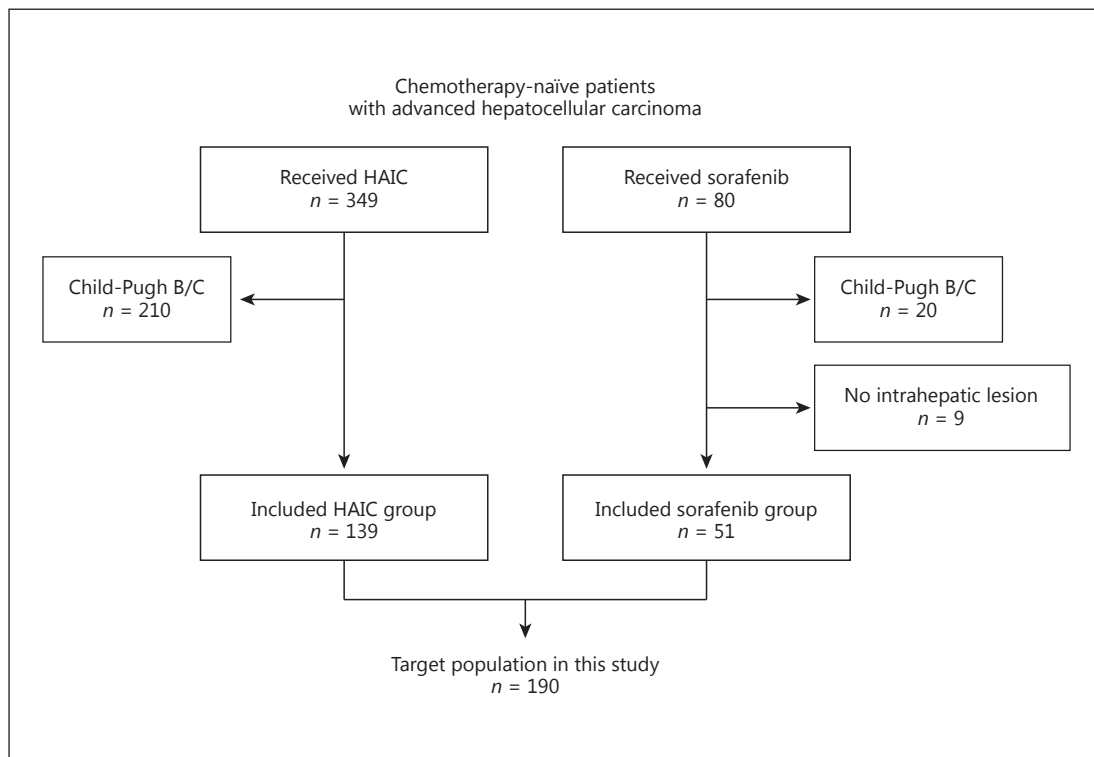 Chemotherapy-naïve patients
with advanced hepatocellular carcinoma
Received HAIC
n = 349
Received sorafenib
n = 80
Child-Pugh B/C
n = 210
Child-Pugh B/C
n = 20
No intrahepatic lesion
n = 9
Included HAIC group
n = 139
Included sorafenib group
n = 51
Target population in this study
n = 190